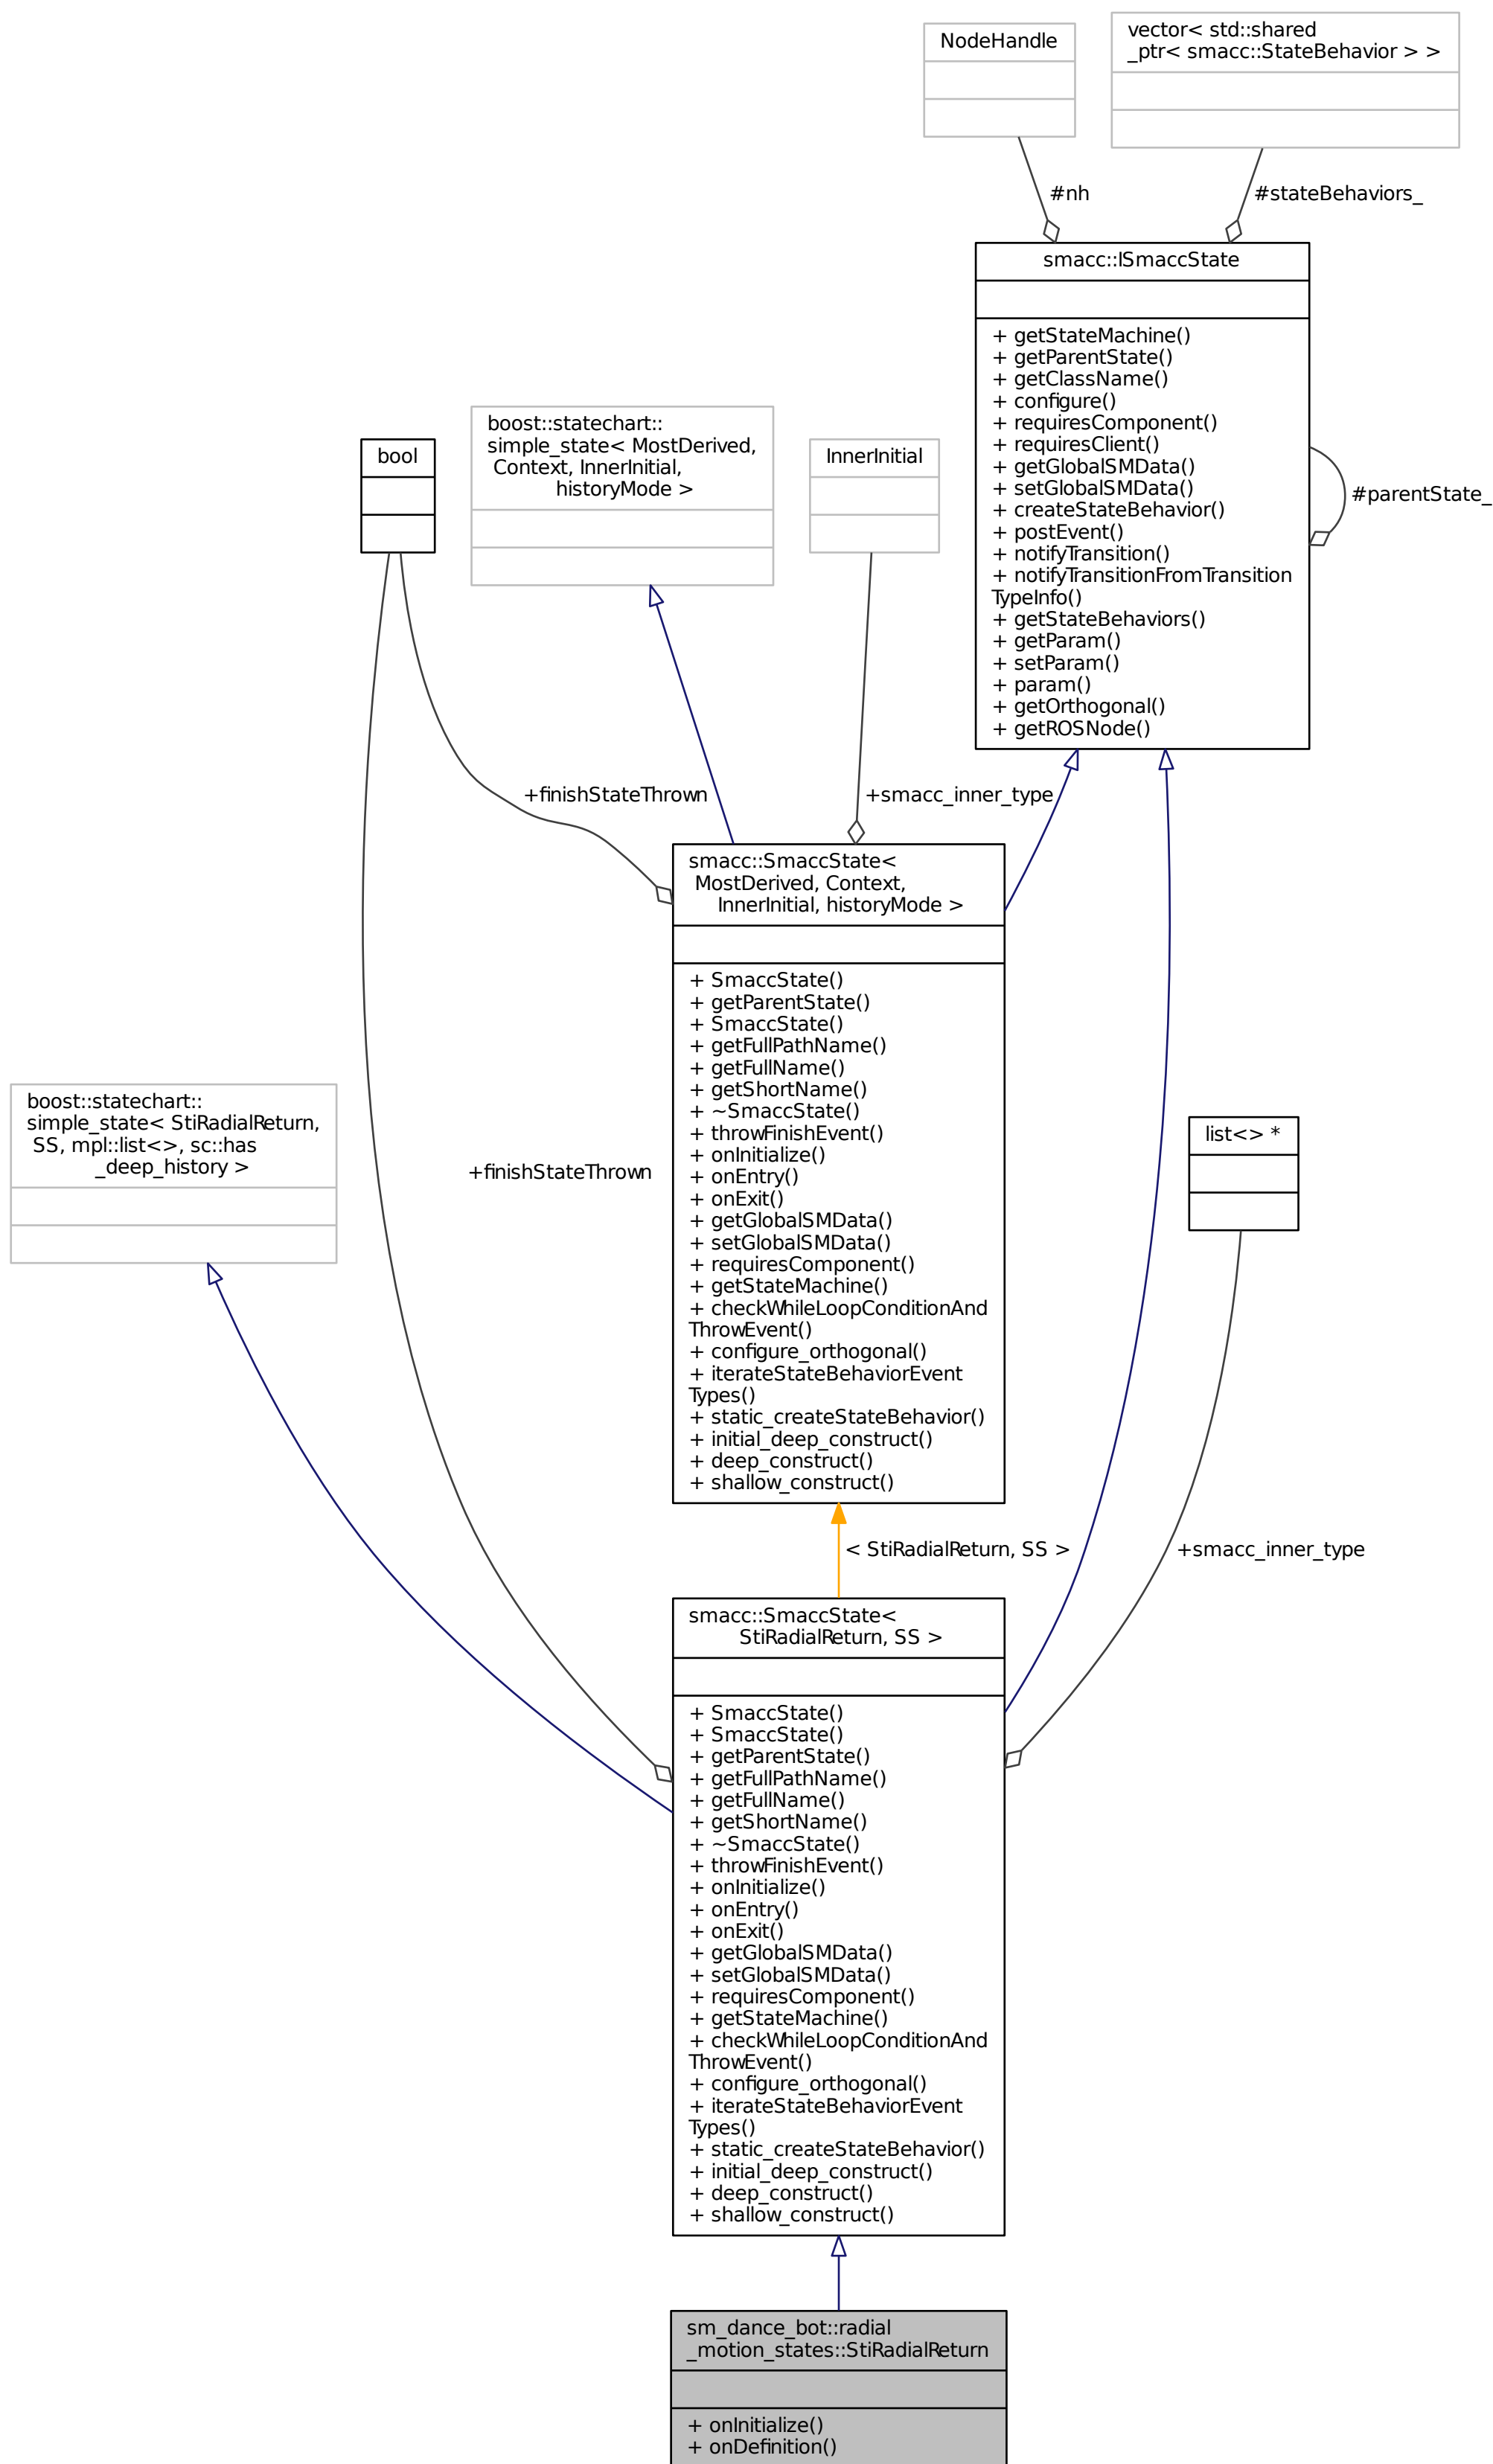 NodeHandle
vector< std::shared
_ptr< smacc::StateBehavior > >
#nh
#stateBehaviors_
smacc::ISmaccState
+ getStateMachine()
+ getParentState()
+ getClassName()
+ configure()
+ requiresComponent()
+ requiresClient()
+ getGlobalSMData()
+ setGlobalSMData()
+ createStateBehavior()
+ postEvent()
+ notifyTransition()
+ notifyTransitionFromTransition
TypeInfo()
+ getStateBehaviors()
+ getParam()
+ setParam()
+ param()
+ getOrthogonal()
+ getROSNode()
#parentState_
bool
boost::statechart::
simple_state< MostDerived,
Context, InnerInitial,
historyMode >
InnerInitial
+finishStateThrown
+smacc_inner_type
smacc::SmaccState<
MostDerived, Context,
InnerInitial, historyMode >
+ SmaccState()
+ getParentState()
+ SmaccState()
+ getFullPathName()
+ getFullName()
+ getShortName()
+ ~SmaccState()
+ throwFinishEvent()
+ onInitialize()
+ onEntry()
+ onExit()
+ getGlobalSMData()
+ setGlobalSMData()
+ requiresComponent()
+ getStateMachine()
+ checkWhileLoopConditionAnd
ThrowEvent()
+ configure_orthogonal()
+ iterateStateBehaviorEvent
Types()
+ static_createStateBehavior()
+ initial_deep_construct()
+ deep_construct()
+ shallow_construct()
boost::statechart::
simple_state< StiRadialReturn,
SS, mpl::list<>, sc::has
_deep_history >
+finishStateThrown
list<> *
< StiRadialReturn, SS >
+smacc_inner_type
smacc::SmaccState<
StiRadialReturn, SS >
+ SmaccState()
+ SmaccState()
+ getParentState()
+ getFullPathName()
+ getFullName()
+ getShortName()
+ ~SmaccState()
+ throwFinishEvent()
+ onInitialize()
+ onEntry()
+ onExit()
+ getGlobalSMData()
+ setGlobalSMData()
+ requiresComponent()
+ getStateMachine()
+ checkWhileLoopConditionAnd
ThrowEvent()
+ configure_orthogonal()
+ iterateStateBehaviorEvent
Types()
+ static_createStateBehavior()
+ initial_deep_construct()
+ deep_construct()
+ shallow_construct()
sm_dance_bot::radial
_motion_states::StiRadialReturn
+ onInitialize()
+ onDefinition()